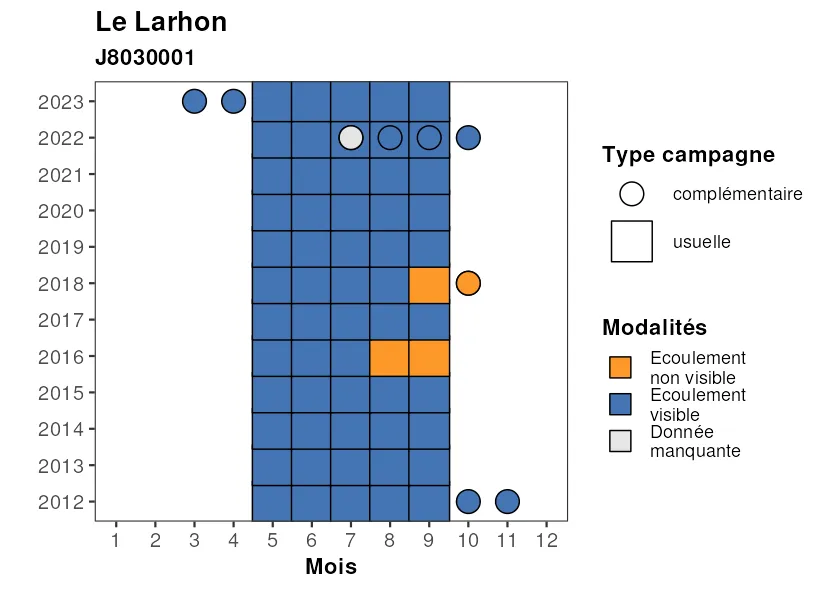 Le Larhon
J8030001
2023
2022
2021
2020
2019
2018
2017
2016
2015
2014
2013
2012
1 2 3 4 5 6 7 8 9 10 11 12
Mois
Type campagne
complémentaire
usuelle
Modalités
Ecoulement
non visible
Ecoulement
visible
Donnée
manquante